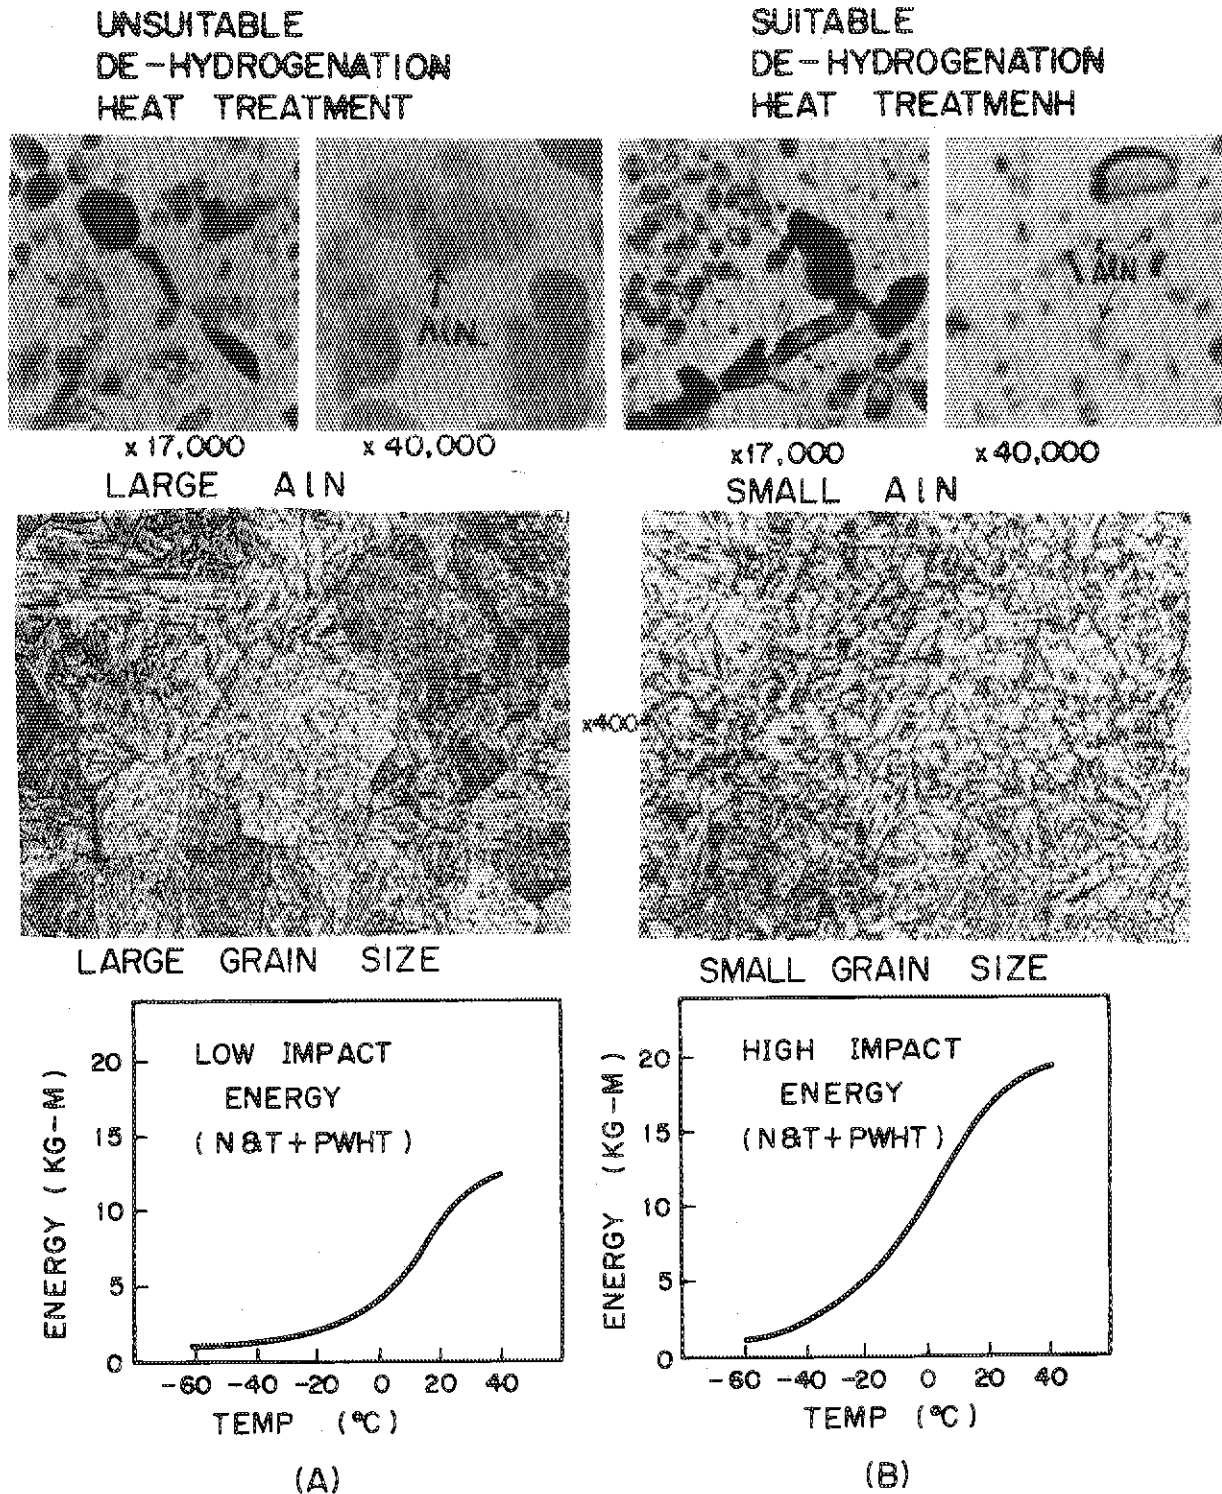 UNSUITABLE
DE-HYDROGENATION
HEAT TREATMENT
SUITABLE
DE-HYDROGENATION
HEAT TREATMENH
AlN
AlN
x 17,000
x 40,000
x17,000
x 40,000
LARGE AlN
SMALL AlN
x400
LARGE GRAIN SIZE
SMALL GRAIN SIZE
LOW IMPACT
ENERGY
(N&T+PWHT)
ENERGY (KG-M)
20
15
10
5
0
-60 -40 -20 0 20 40
TEMP (°C)
(A)
HIGH IMPACT
ENERGY
(N&T+PWHT)
ENERGY (KG-M)
20
15
10
5
0
-60 -40 -20 0 20 40
TEMP (°C)
(B)